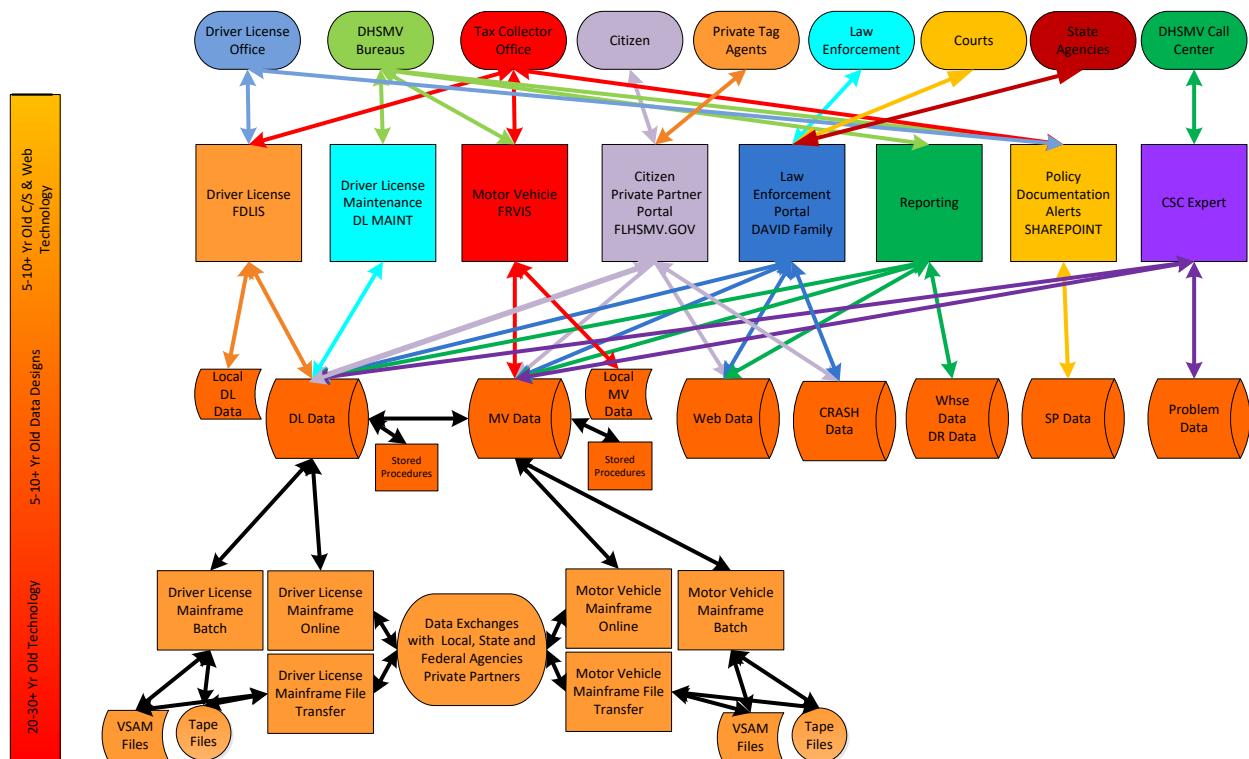 Driver License
Office
DHSMV
Bureaus
Tax Collector
Office
Citizen
Private Tag
Agents
Law
Enforcement
Courts
State
Agencies
DHSMV Call
Center
5-10+ Yr Old C/S & Web
Technology
5-10+ Yr Old Data Designs
20-30+ Yr Old Technology
Driver License
FDLIS
Driver License
Maintenance
DL MAINT
Motor Vehicle
FRVIS
Citizen
Private Partner
Portal
FLHSMV.GOV
Law
Enforcement
Portal
DAVID Family
Reporting
Policy
Documentation
Alerts
SHAREPOINT
CSC Expert
Local
DL
Data
DL Data
Stored
Procedures
MV Data
Local
MV
Data
Stored
Procedures
Web Data
CRASH
Data
Whse
Data
DR Data
SP Data
Problem
Data
Driver License
Mainframe
Batch
Driver License
Mainframe
Online
Driver License
Mainframe File
Transfer
Data Exchanges
with Local, State and
Federal Agencies
Private Partners
Motor Vehicle
Mainframe
Online
Motor Vehicle
Mainframe
Batch
Motor Vehicle
Mainframe File
Transfer
VSAM
Files
Tape
Files
VSAM
Files
Tape
Files